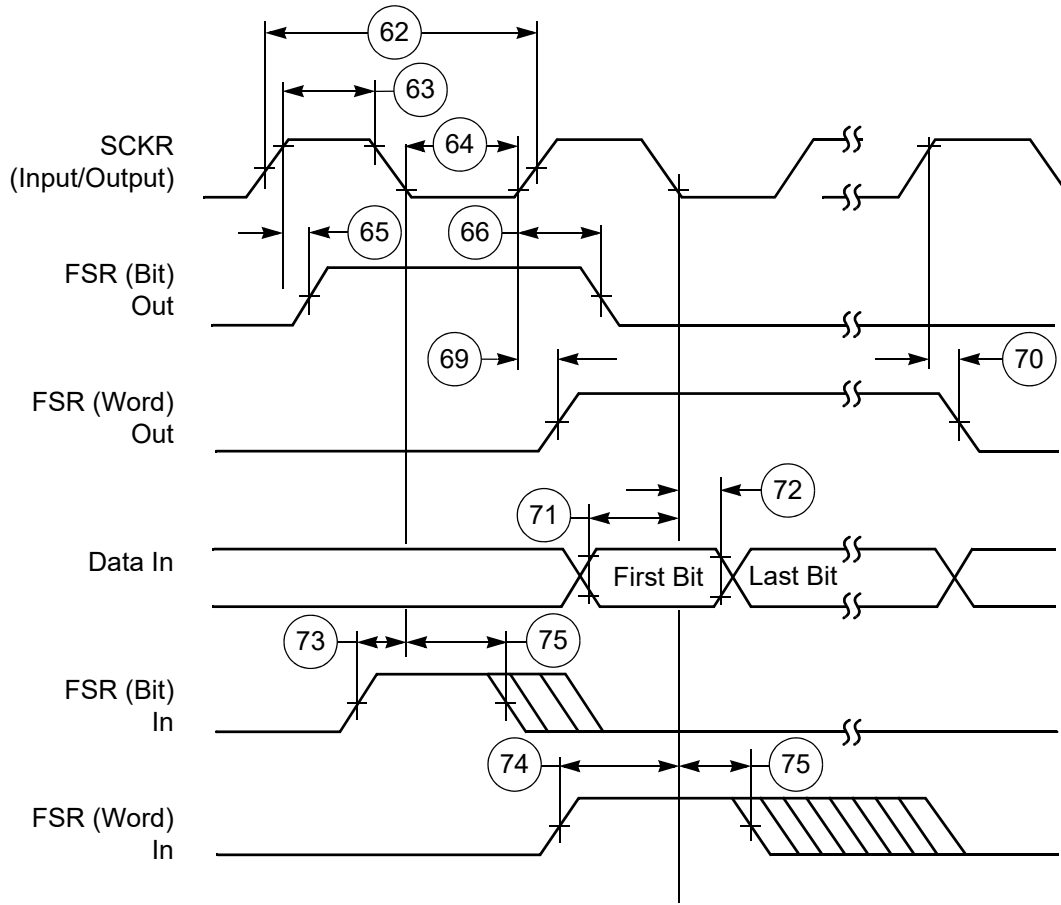 62
63
SCKR
(Input/Output)
64
65
66
FSR (Bit)
Out
69
70
FSR (Word)
Out
71
72
Data In
First Bit
Last Bit
73
75
FSR (Bit)
In
74
75
FSR (Word)
In